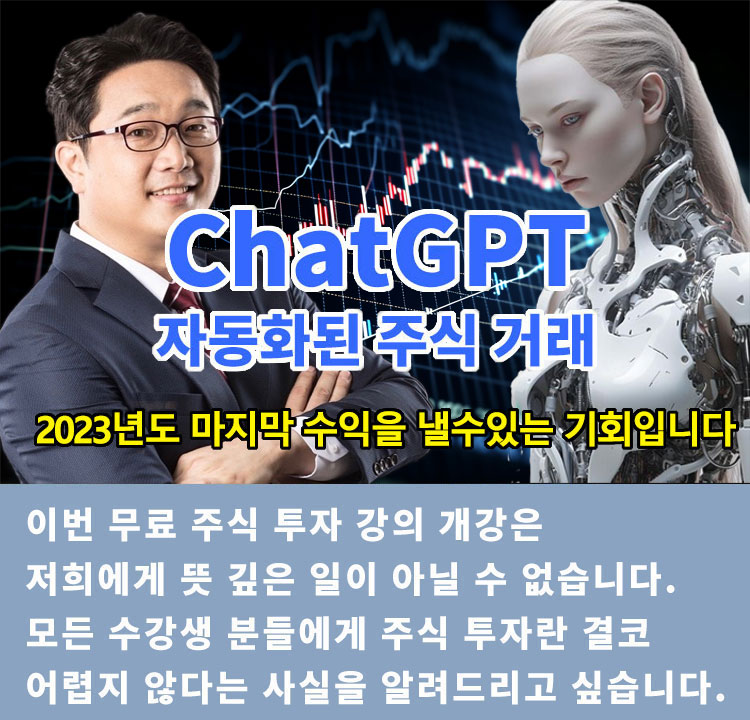 ChatGPT
자동화된 주식 거래
2023년도 마지막 수익을 낼수있는 기회입니다
이번 무료 주식 투자 강의 개강은
저희에게 뜻 깊은 일이 아닐 수 없습니다.
모든 수강생 분들에게 주식 투자란 결코
어렵지 않다는 사실을 알려드리고 싶습니다.